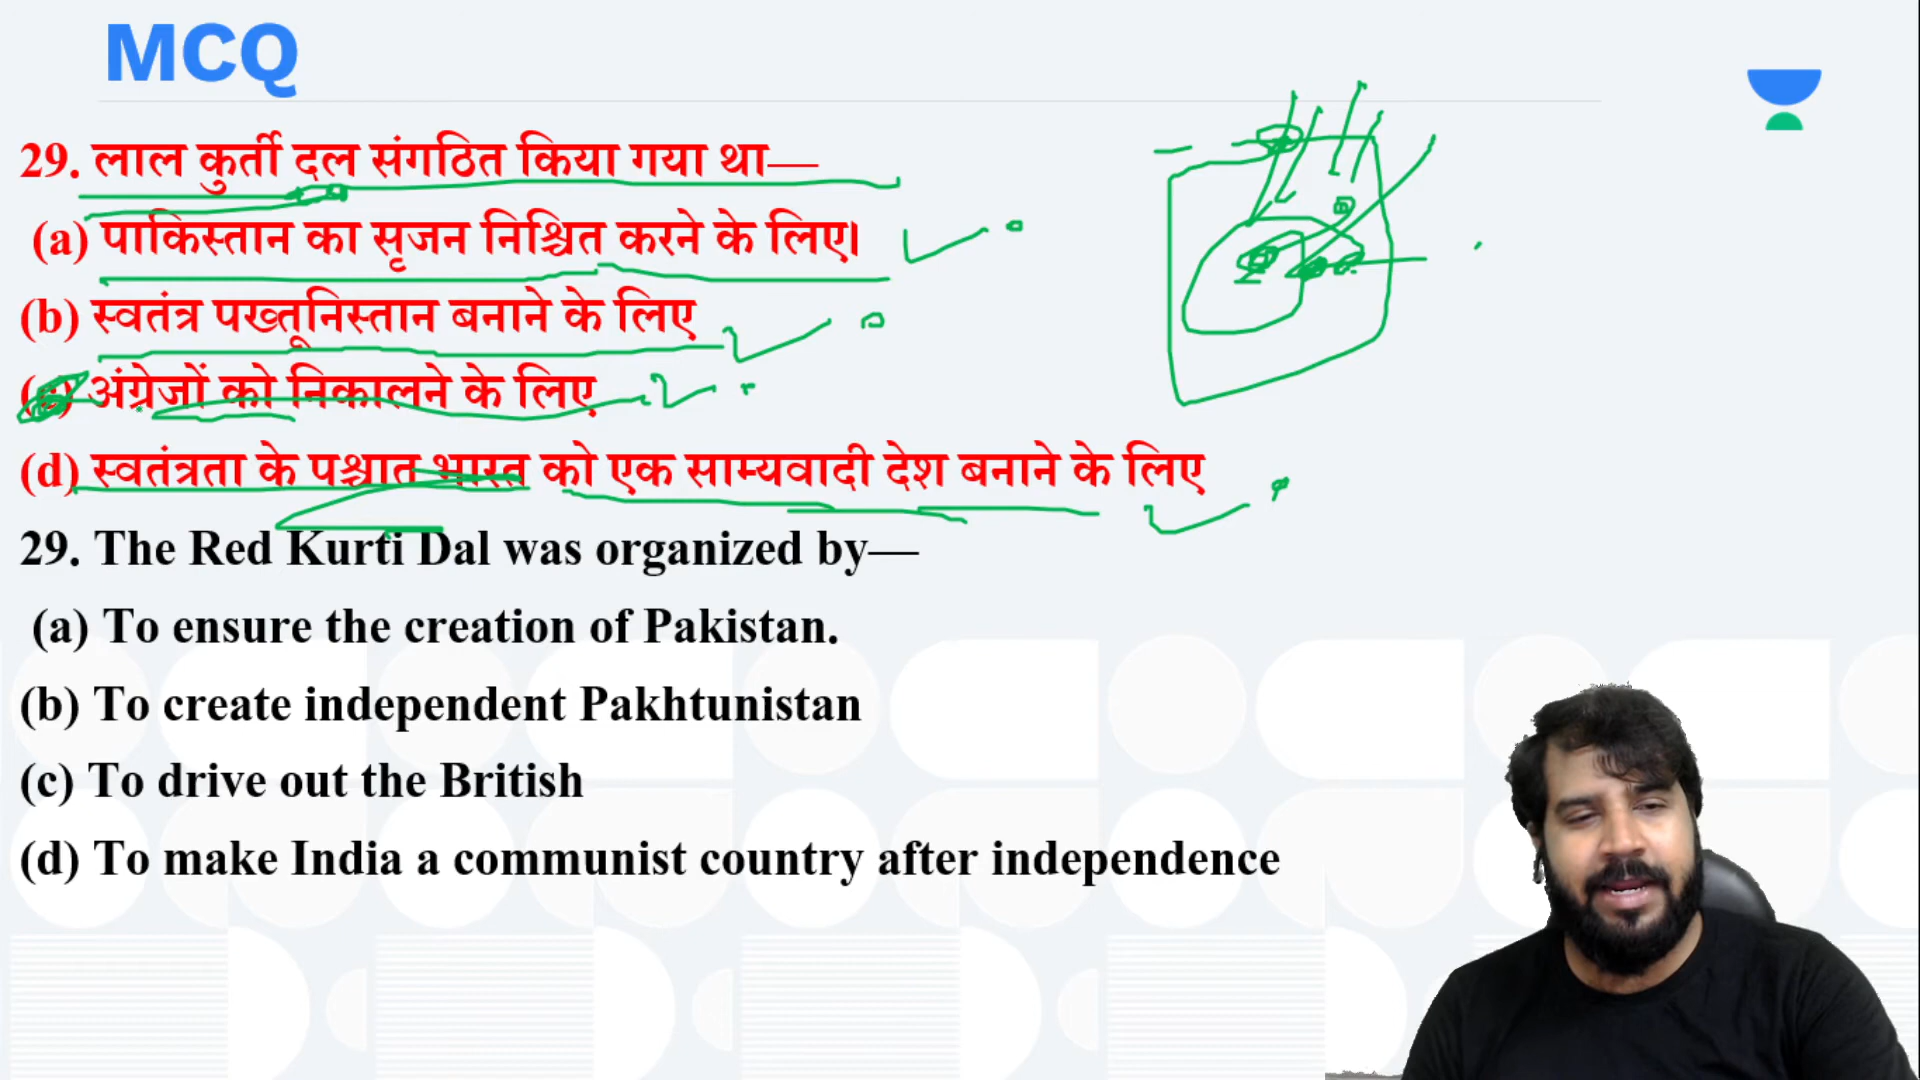 MCQ
29. लाल कुर्ती दल संगठित किया गया था—
(a) पाकिस्तान का सृजन निश्चित करने के लिए।
(b) स्वतंत्र पख्तूनिस्तान बनाने के लिए
(c) अंग्रेजों को निकालने के लिए
(d) स्वतंत्रता के पश्चात भारत को एक साम्यवादी देश बनाने के लिए
29. The Red Kurti Dal was organized by—
(a) To ensure the creation of Pakistan.
(b) To create independent Pakhtunistan
(c) To drive out the British
(d) To make India a communist country after independence